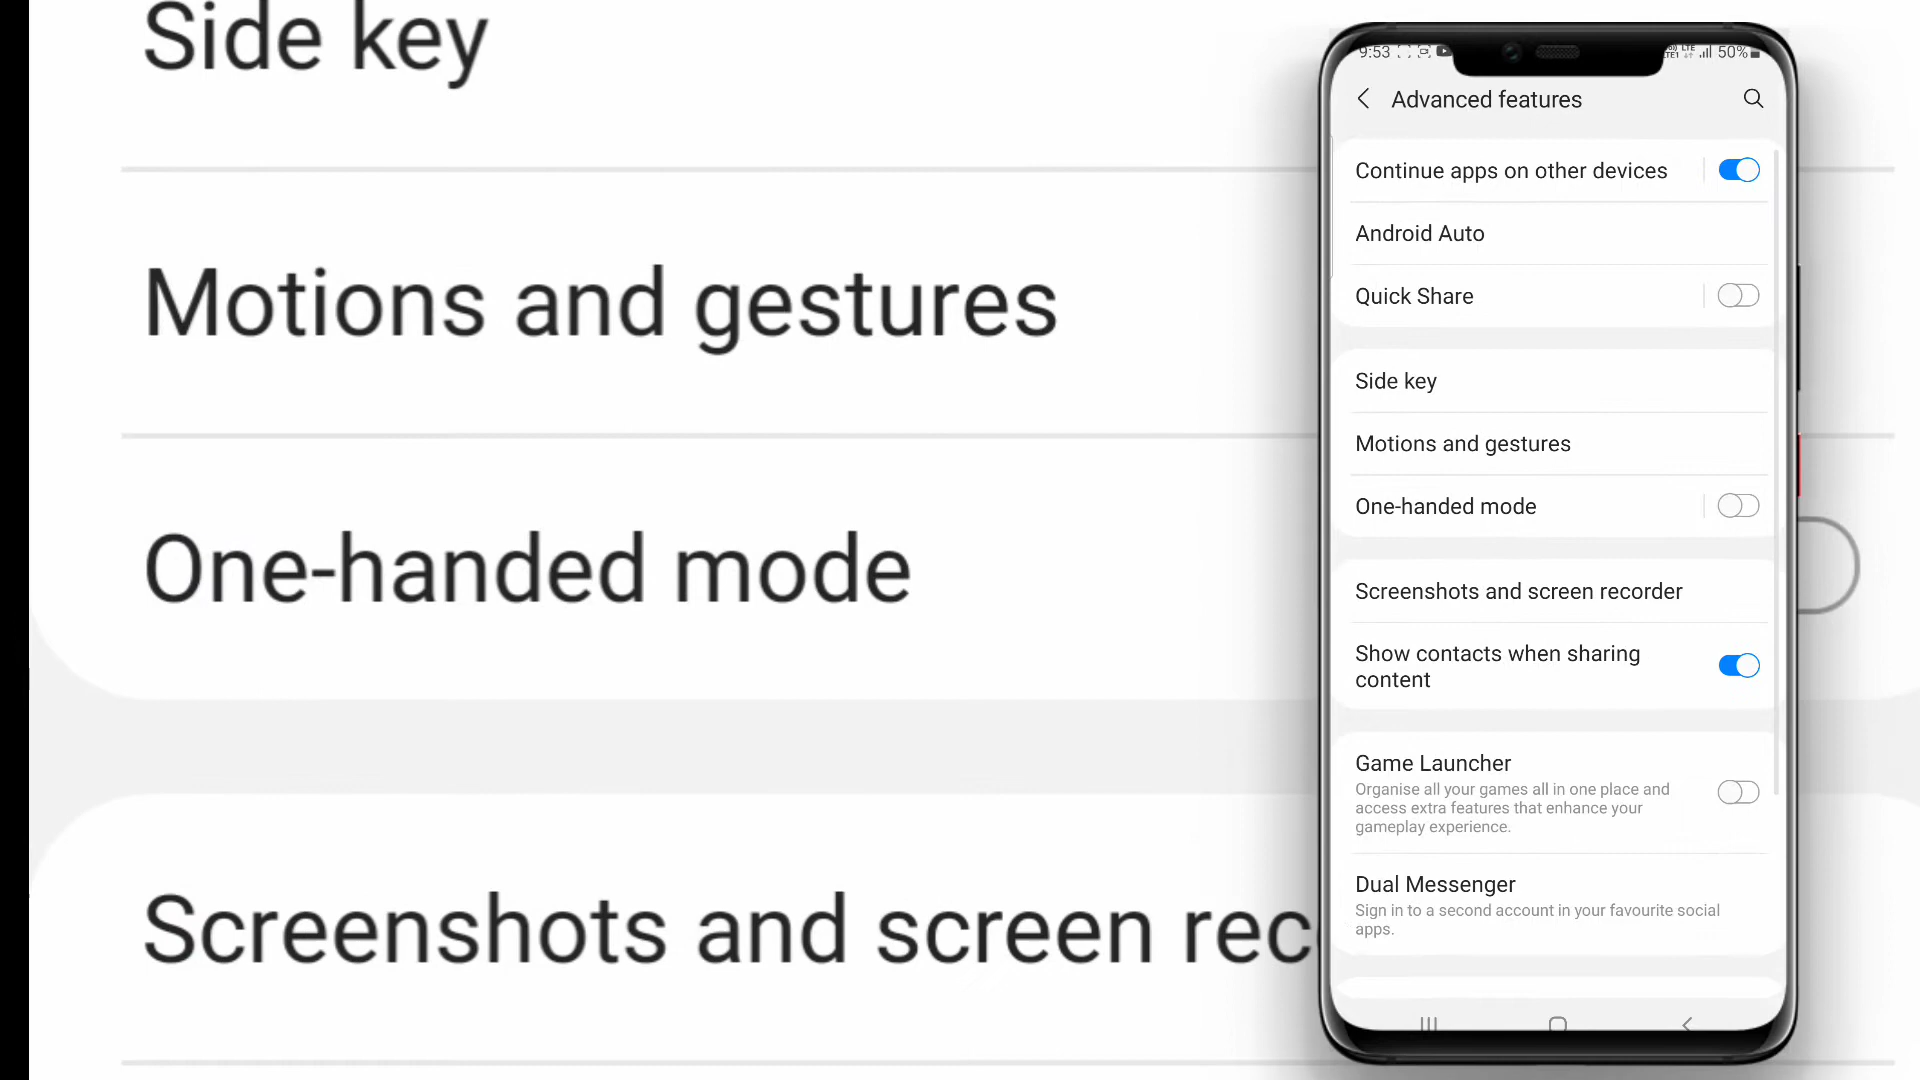 Side key
Motions and gestures
One-handed mode
Screenshots and screen rec
9:53
LTE
LTE1
50%
Advanced features
Continue apps on other devices
Android Auto
Quick Share
Side key
Motions and gestures
One-handed mode
Screenshots and screen recorder
Show contacts when sharing
content
Game Launcher
Organise all your games all in one place and
access extra features that enhance your
gameplay experience.
Dual Messenger
Sign in to a second account in your favourite social
apps.